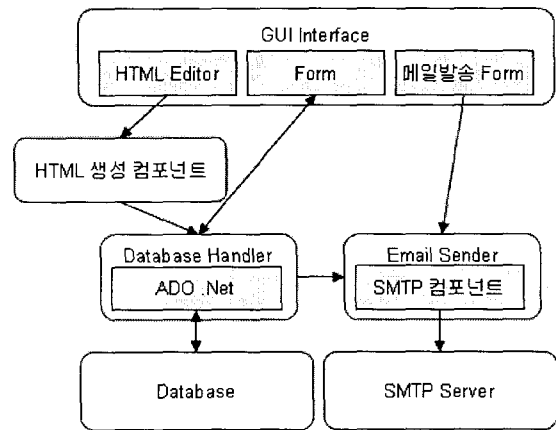 GUI Interface
HTML Editor
Form
메일발송 Form
HTML 생성 컴포넌트
Database Handler
Email Sender
ADO .Net
SMTP 컴포넌트
Database
SMTP Server